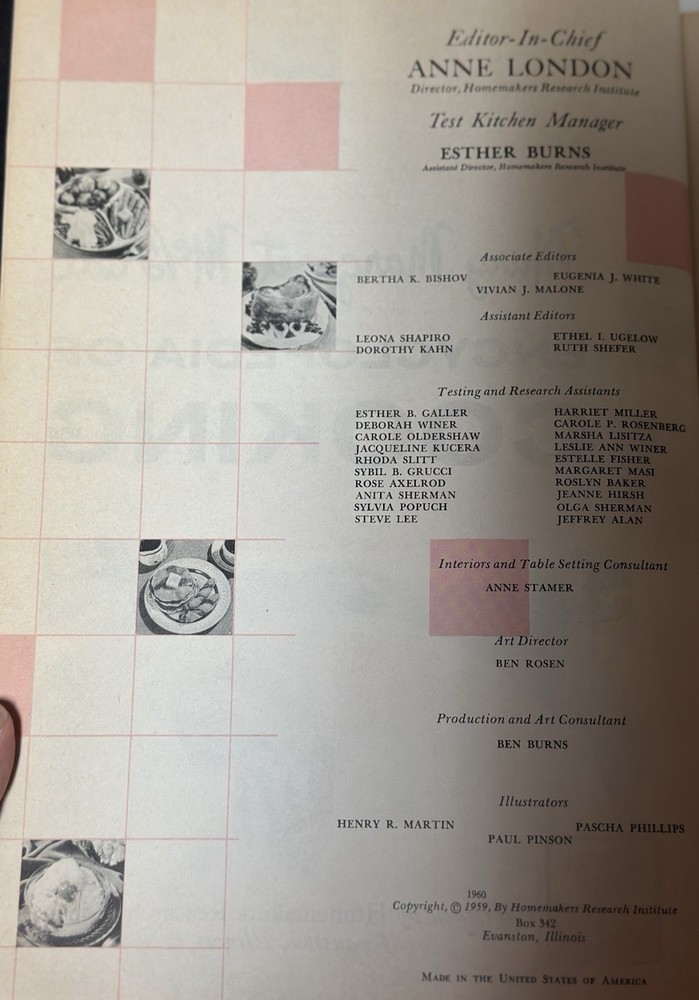 Editor-In-Chief
ANNE LONDON
Director, Homemakers Research Institute
Test Kitchen Manager
ESTHER BURNS
Assistant Director, Homemakers Research Institute
Associate Editors
BERTHA K. BISHOV EUGENIA J. WHITE
VIVIAN J. MALONE
Assistant Editors
LEONA SHAPIRO ETHEL I. UGELOW
DOROTHY KAHN RUTH SHEFER
Testing and Research Assistants
ESTHER B. GALLER HARRIET MILLER
DEBORAH WINER CAROLE P. ROSENBERG
CAROLE OLDERSHAW MARSHA LISITZA
JACQUELINE KUCERA LESLIE ANN WINER
RHODA SLITT ESTELLE FISHER
SYBIL B. GRUCCI MARGARET MASI
ROSE AXELROD ROSLYN BAKER
ANITA SHERMAN JEANNE HIRSH
SYLVIA POPUCH OLGA SHERMAN
STEVE LEE JEFFREY ALAN
Interiors and Table Setting Consultant
ANNE STAMER
Art Director
BEN ROSEN
Production and Art Consultant
BEN BURNS
Illustrators
HENRY R. MARTIN PASCHA PHILLIPS
PAUL PINSON
1960
Copyright, © 1959, By Homemakers Research Institute
Box 342
Evanston, Illinois
MADE IN THE UNITED STATES OF AMERICA